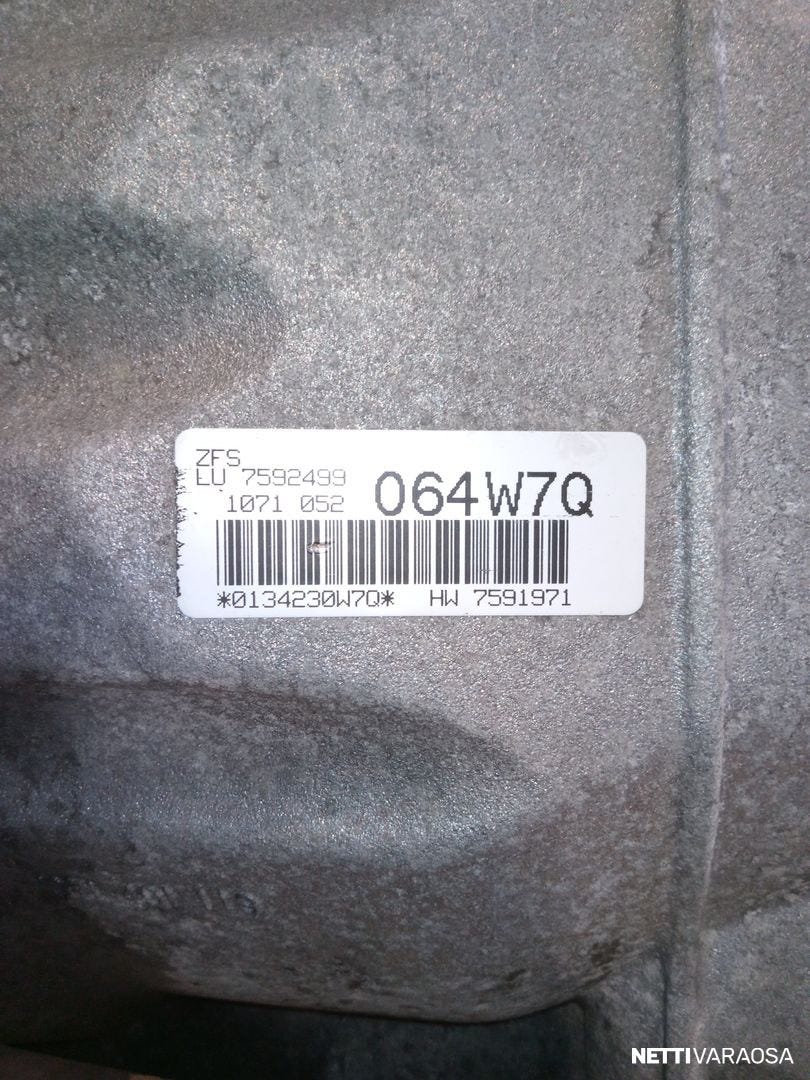 ZFS
LU 7592499
1071 052 064W7Q
*0134230W7Q* HW 7591971
NETTIVARAOSA